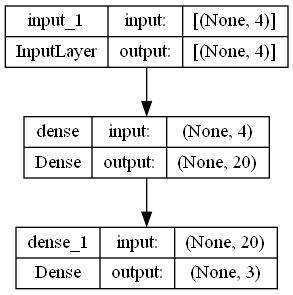 input_1 input: [(None, 4)]
InputLayer output: [(None, 4)]
dense input: (None, 4)
Dense output: (None, 20)
dense_1 input: (None, 20)
Dense output: (None, 3)